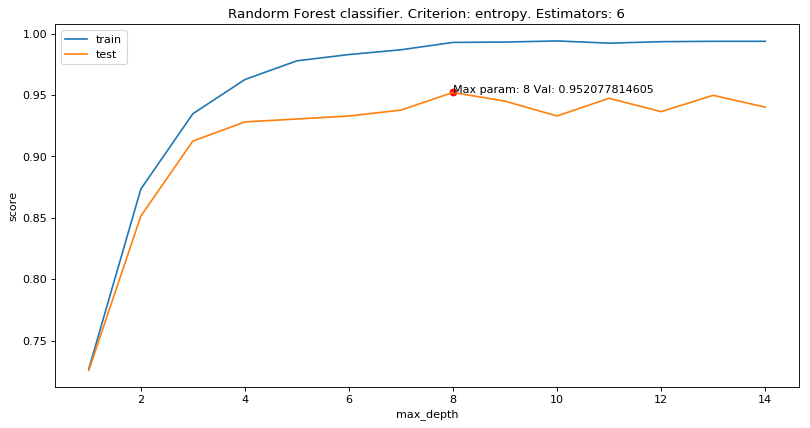 Randorm Forest classifier. Criterion: entropy. Estimators: 6
train
test
Max param: 8 Val: 0.952077814605
score
1.00
0.95
0.90
0.85
0.80
0.75
2 4 6 8 10 12 14
max_depth